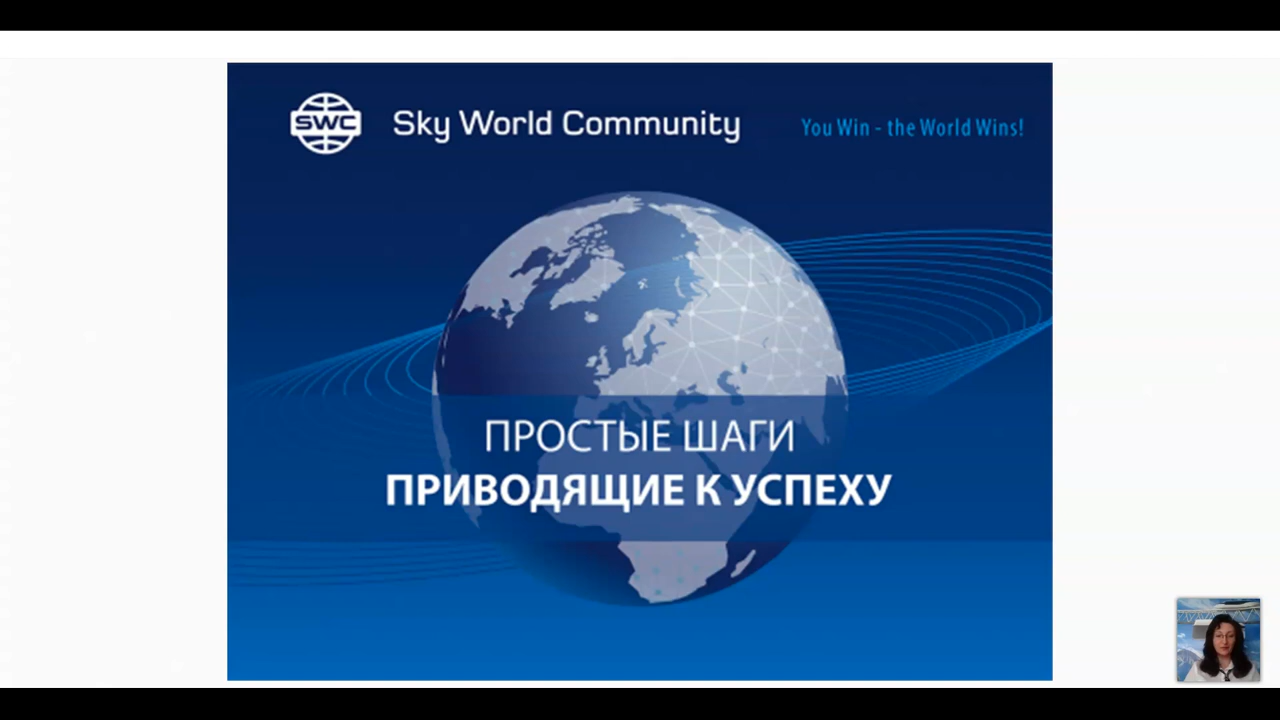 SWC
Sky World Community
You Win - the World Wins!
ПРОСТЫЕ ШАГИ
ПРИВОДЯЩИЕ К УСПЕХУ